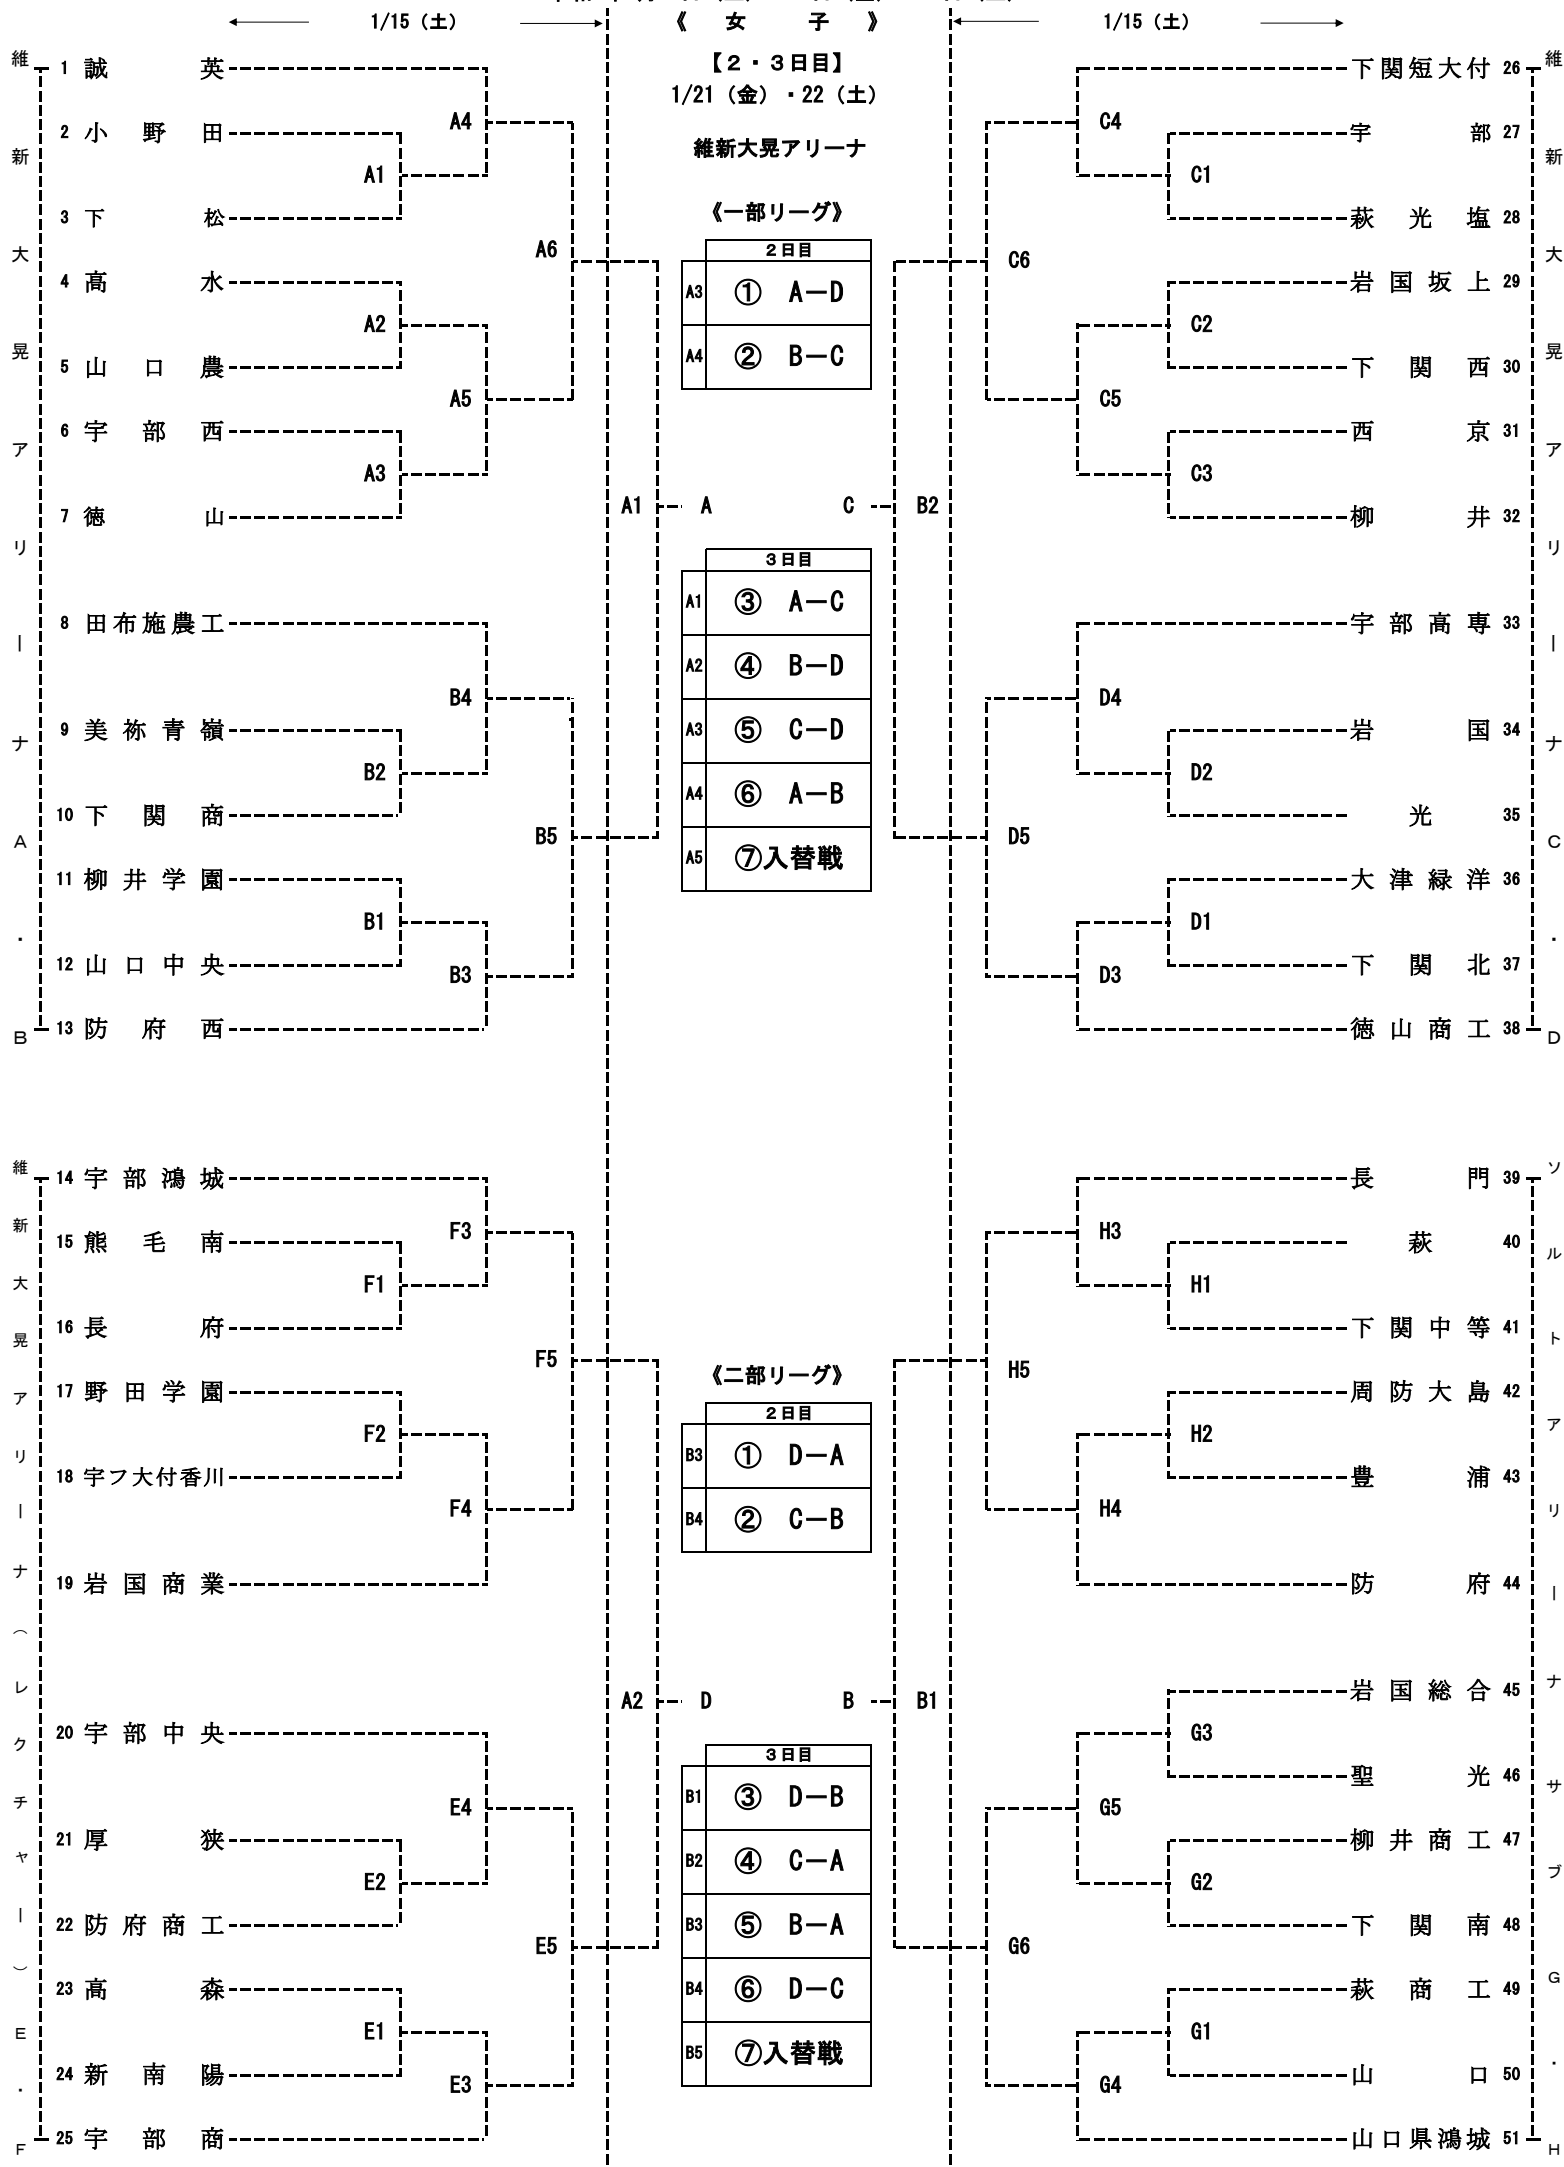 1/15（土）
《　女　子　》
1/15（土）
【２・３日目】
1/21（金）・22（土）
維新大晃アリーナ
維新大晃アリーナA・B
1 誠英
2 小野田
3 下松
4 高水
5 山口農
6 宇部西
7 徳山
8 田布施農工
9 美祢青嶺
10 下関商
11 柳井学園
12 山口中央
13 防府西
A4
A1
A6
A2
A5
A3
B4
B2
B5
B1
B3
A1
A
《一部リーグ》
２日目
A3 ① A－D
A4 ② B－C
C
B2
３日目
A1 ③ A－C
A2 ④ B－D
A3 ⑤ C－D
A4 ⑥ A－B
A5 ⑦入替戦
C4
C1
C6
C2
C5
C3
D4
D2
D5
D1
D3
下関短大付 26
宇部 27
萩光塩 28
岩国坂上 29
下関西 30
西京 31
柳井 32
宇部高専 33
岩国 34
光 35
大津緑洋 36
下関北 37
徳山商工 38
維新大晃アリーナC・D
維新大晃アリーナ（レクチャー）E・F
14 宇部鴻城
15 熊毛南
16 長府
17 野田学園
18 宇フ大付香川
19 岩国商業
20 宇部中央
21 厚狭
22 防府商工
23 高森
24 新南陽
25 宇部商
F3
F1
F5
F2
F4
E4
E2
E5
E1
E3
A2
D
《二部リーグ》
２日目
B3 ① D－A
B4 ② C－B
B
B1
３日目
B1 ③ D－B
B2 ④ C－A
B3 ⑤ B－A
B4 ⑥ D－C
B5 ⑦入替戦
H3
H1
H5
H2
H4
G3
G5
G2
G6
G1
G4
長門 39
萩 40
下関中等 41
周防大島 42
豊浦 43
防府 44
岩国総合 45
聖光 46
柳井商工 47
下関南 48
萩商工 49
山口 50
山口県鴻城 51
ソルトアリーナサブG・H